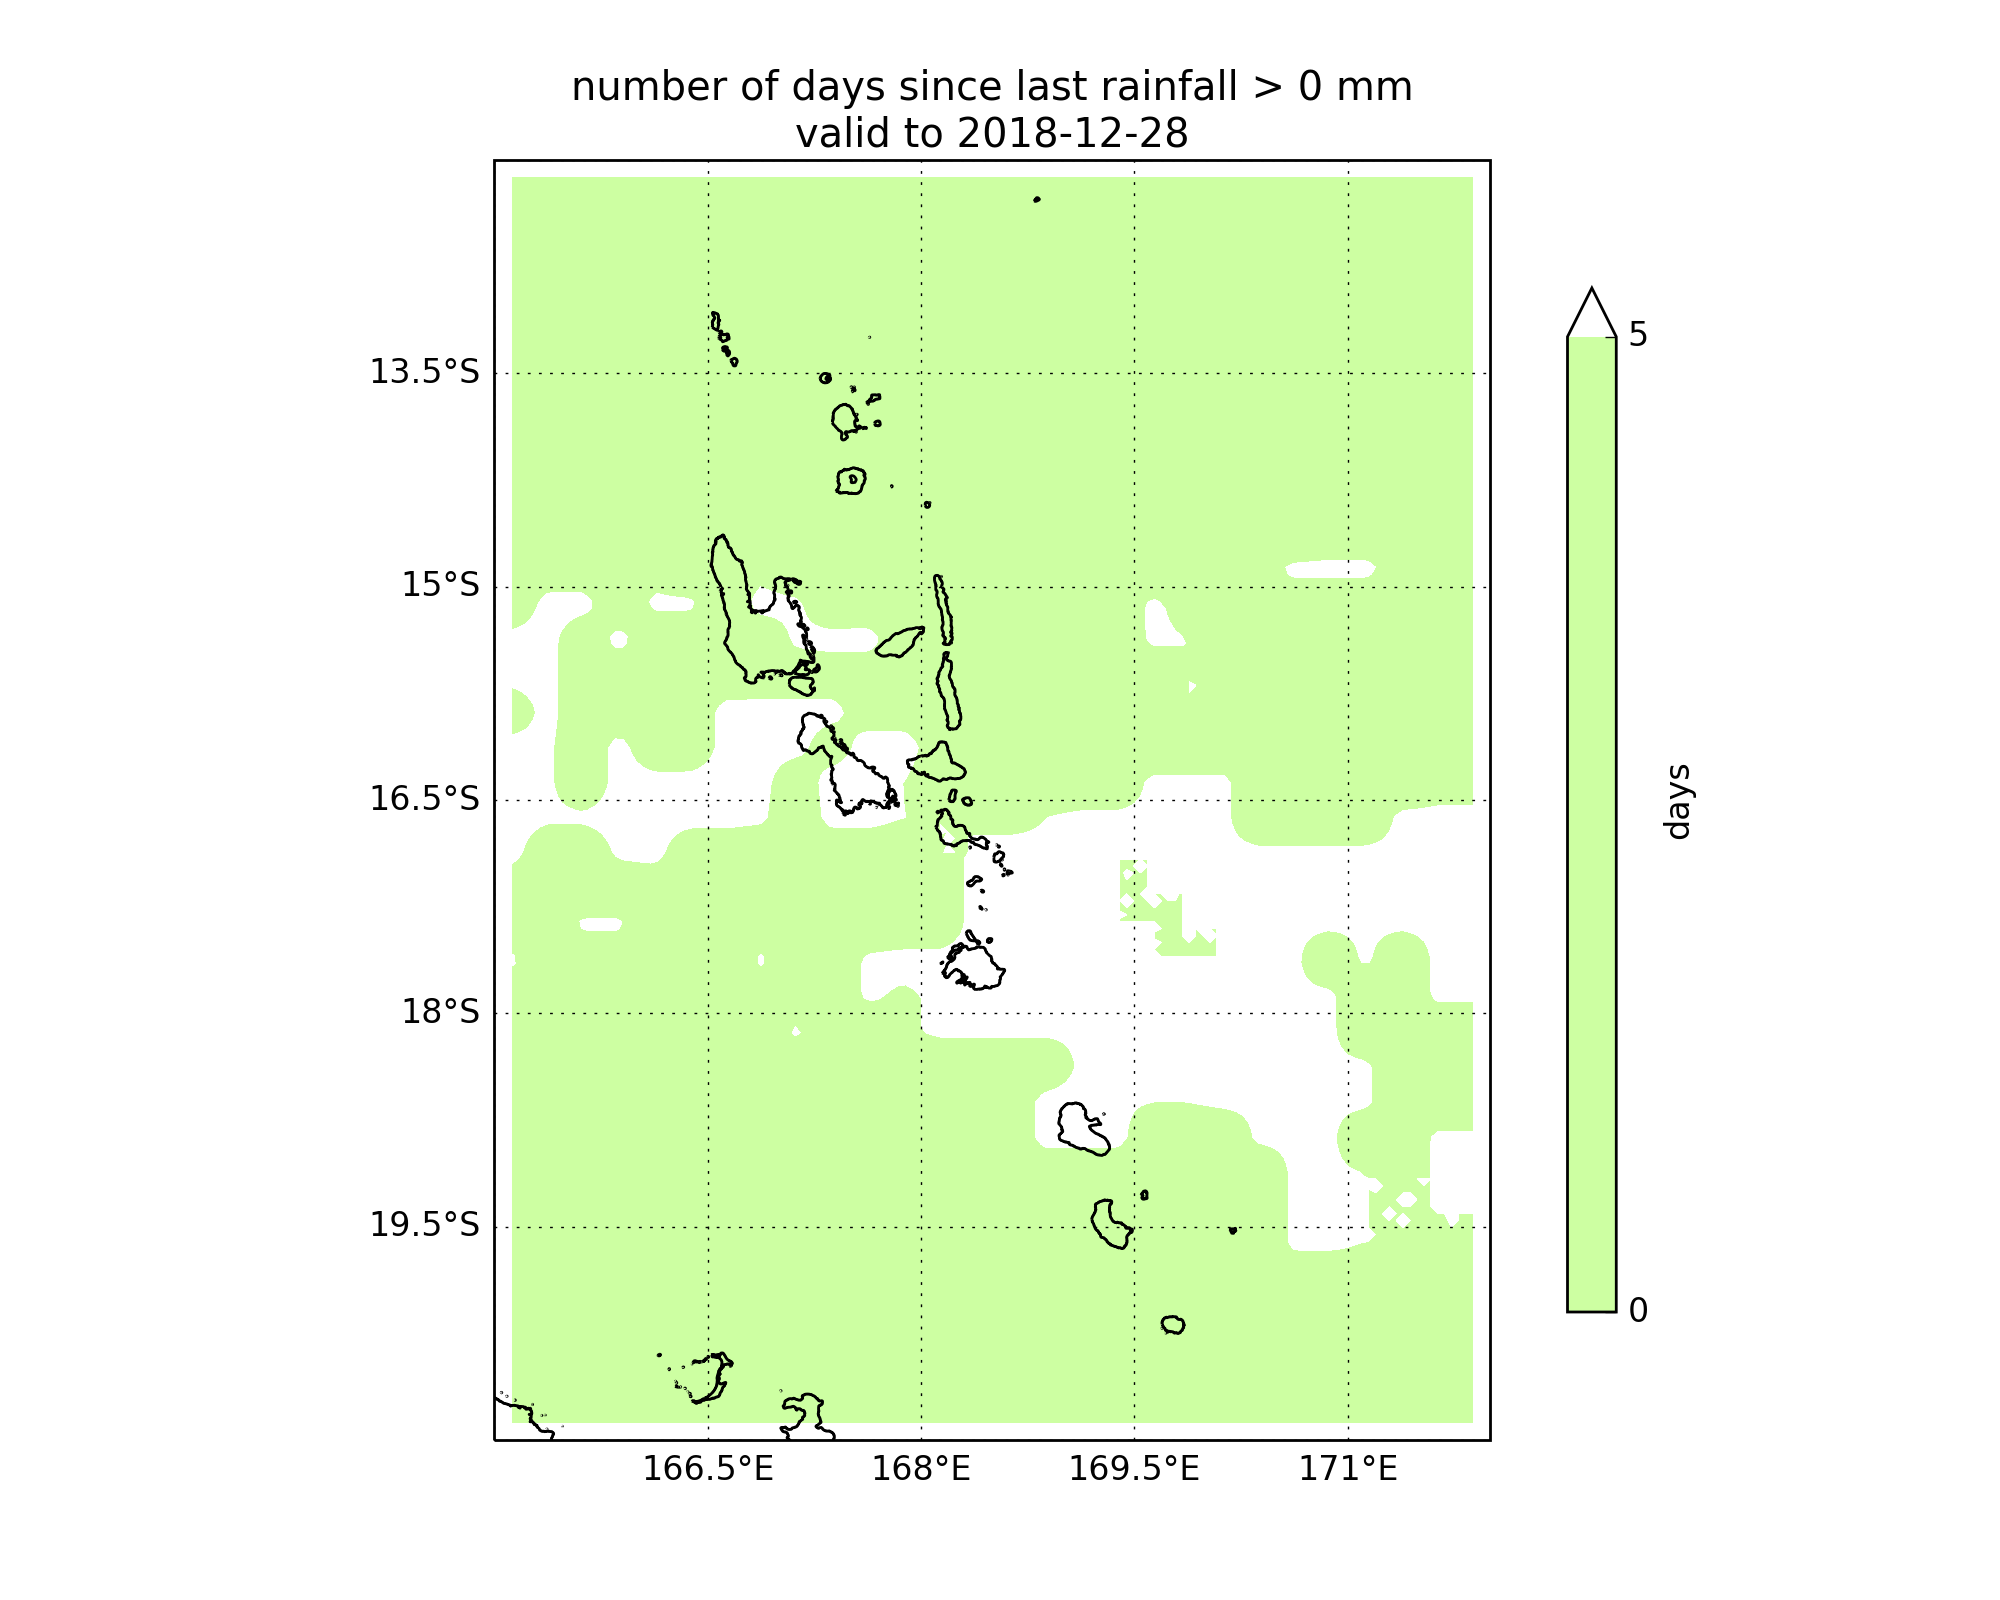 number of days since last rainfall > 0 mm
valid to 2018-12-28
5
13.5°S
15°S
16.5°S
days
18°S
19.5°S
0
166.5°E 168°E 169.5°E 171°E